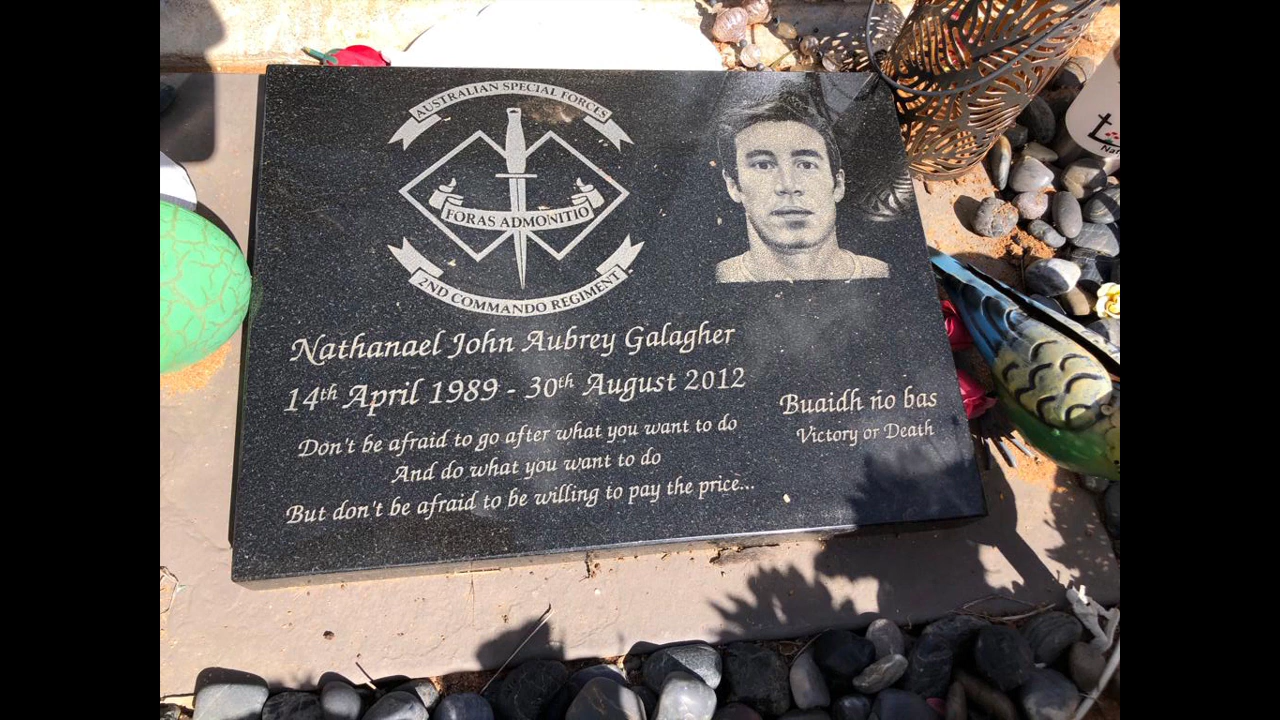 AUSTRALIAN SPECIAL FORCES
FORAS ADMONITIO
2ND COMMANDO REGIMENT
Nathanael John Aubrey Galagher
14th April 1989 - 30th August 2012
Don't be afraid to go after what you want to do
And do what you want to do
But don't be afraid to be willing to pay the price...
Buaidh no bas
Victory or Death